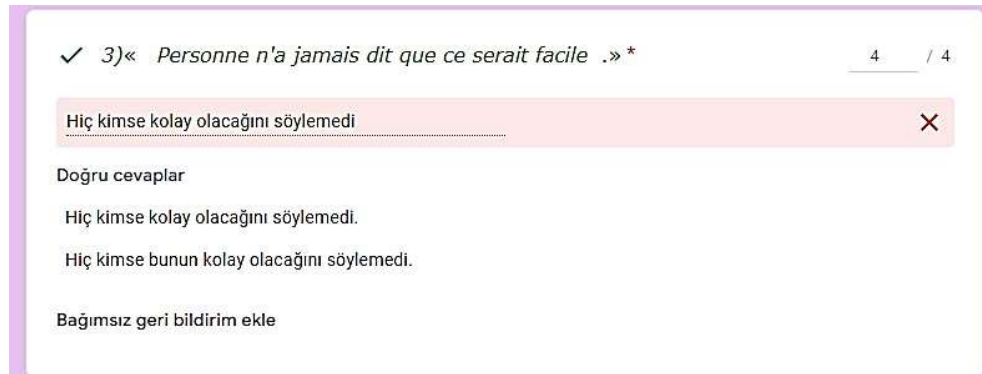 3)« Personne n'a jamais dit que ce serait facile .» * 4 / 4
Hiç kimse kolay olacağını söylemedi
Doğru cevaplar
Hiç kimse kolay olacağını söylemedi.
Hiç kimse bunun kolay olacağını söylemedi.
Bağımsız geri bildirim ekle